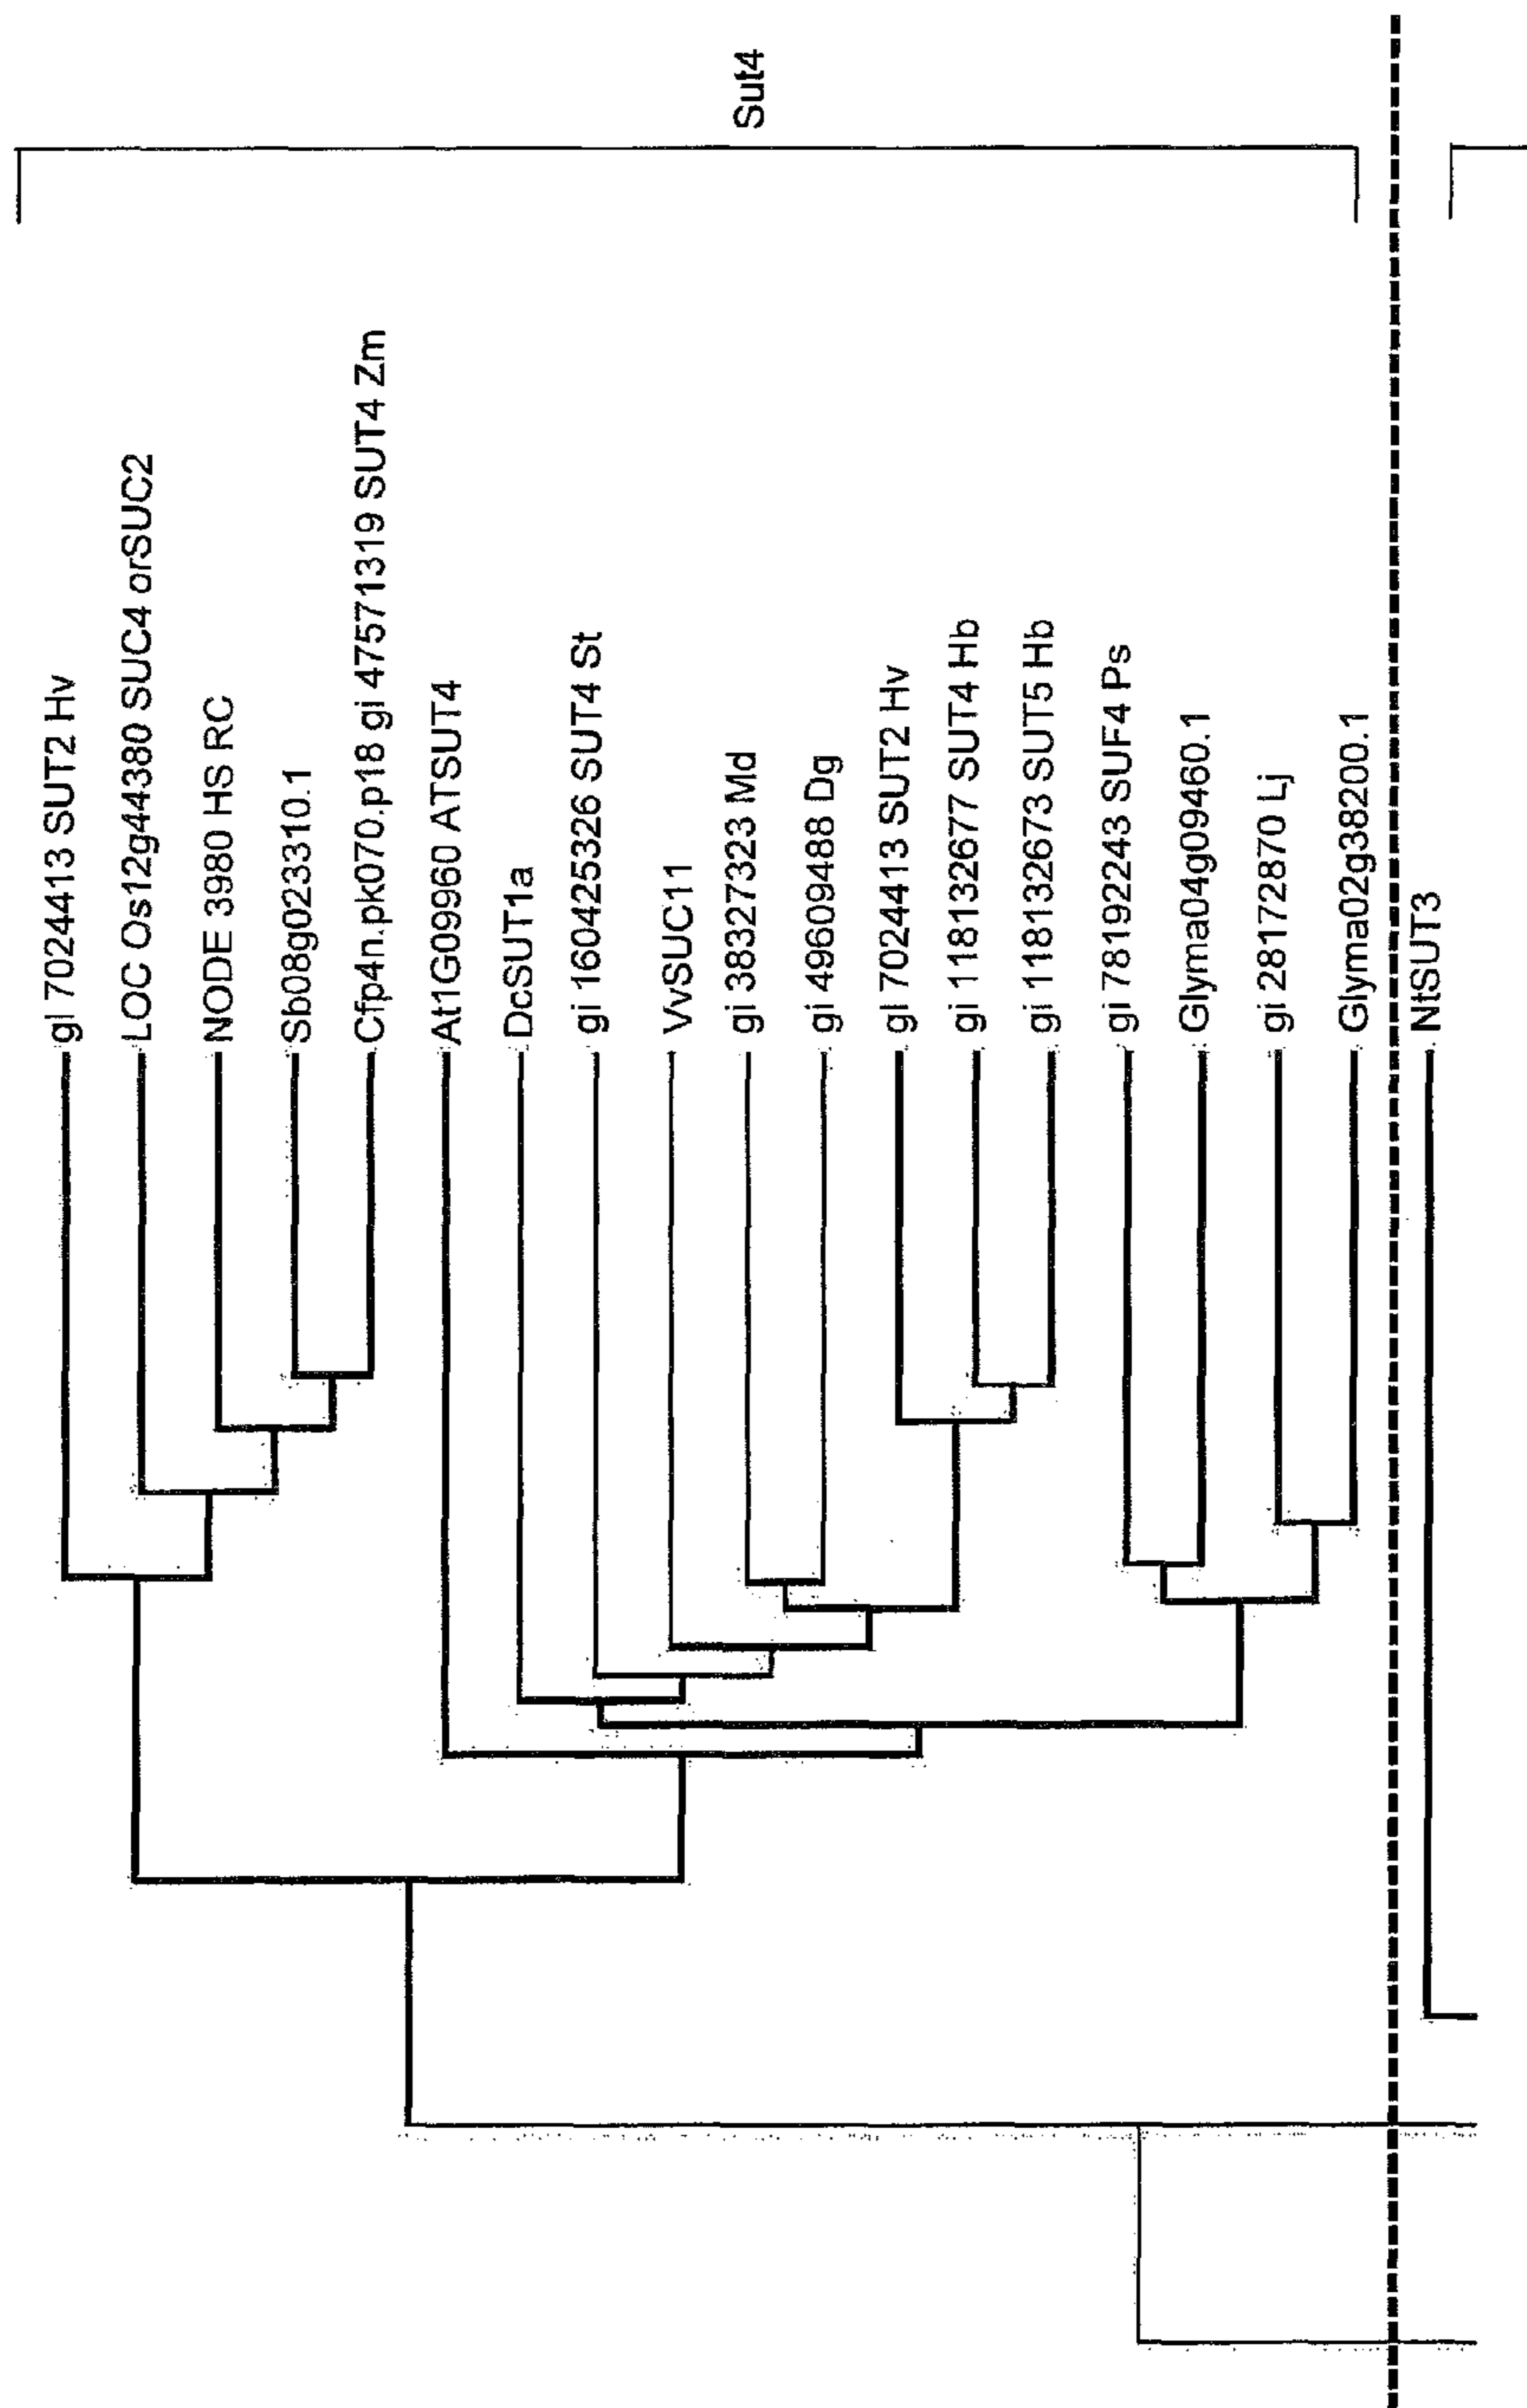 gI 7024413 SUT2 Hv
LOC Os12g44380 SUC4 orSUC2
NODE 3980 HS RC
Sb08g023310.1
Cfp4n.pk070.p18 gi 47571319 SUT4 Zm
At1G09960 ATSUT4
DcSUT1a
gi 160425326 SUT4 St
VvSUC11
gi 38327323 Md
gi 49609488 Dg
gI 7024413 SUT2 Hv
gi 118132677 SUT4 Hb
gi 118132673 SUT5 Hb
gi 78192243 SUF4 Ps
Glyma04g09460.1
gi 28172870 Lj
Glyma02g38200.1
NtSUT3
Sut4